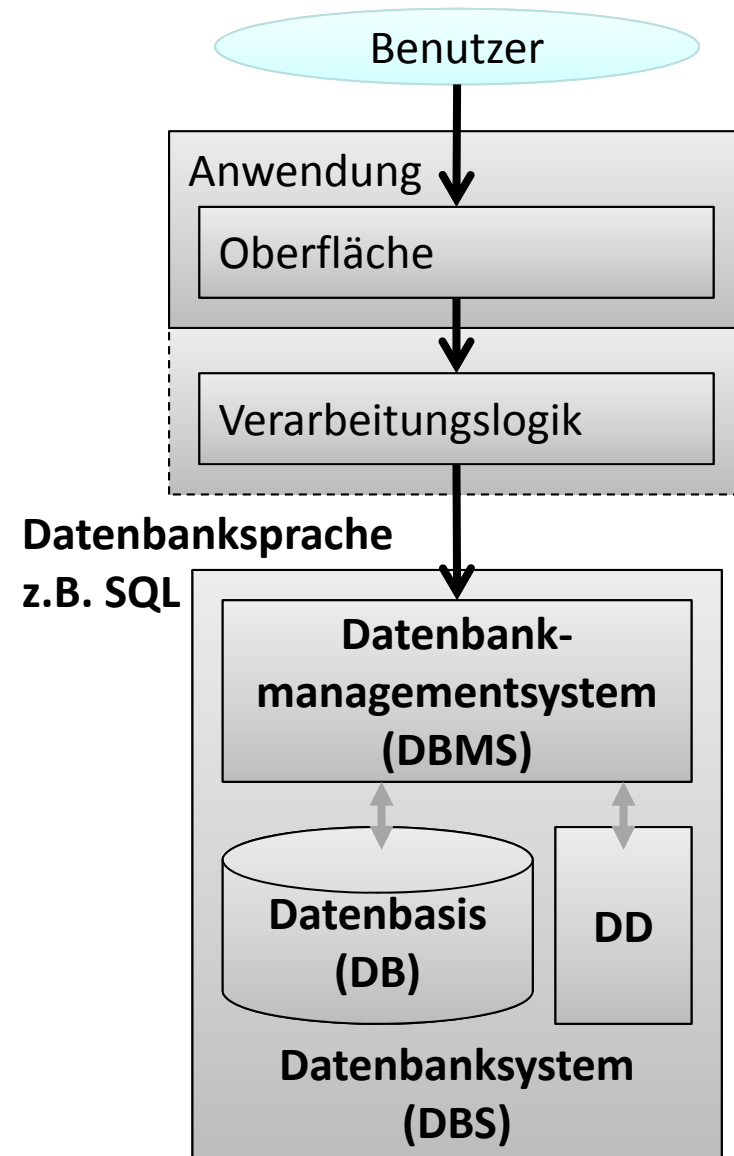 Benutzer
Anwendung
Oberfläche
Verarbeitungslogik
Datenbanksprache
z.B. SQL
Datenbank-
managementsystem
(DBMS)
Datenbasis
(DB)
DD
Datenbanksystem
(DBS)